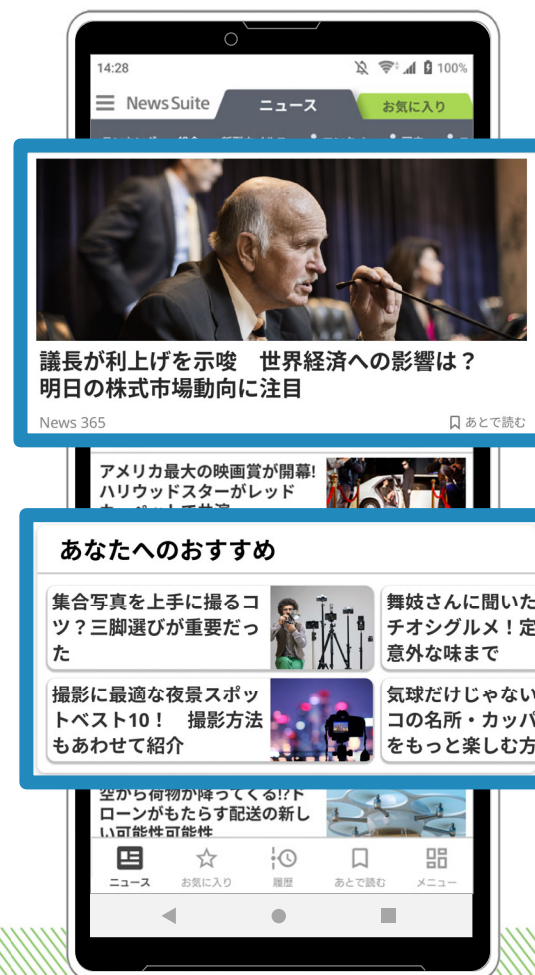 14:28
100%
News Suite
ニュース
お気に入り
議長が利上げを示唆　世界経済への影響は？
明日の株式市場動向に注目
News 365
あとで読む
アメリカ最大の映画賞が開幕!
ハリウッドスターがレッド
あなたへのおすすめ
集合写真を上手に撮るコ
ツ？三脚選びが重要だっ
た
舞妓さんに聞いた
チオシグルメ！定
意外な味まで
撮影に最適な夜景スポッ
トベスト10！　撮影方法
もあわせて紹介
気球だけじゃない
コの名所・カッパ
をもっと楽しむ方
空から荷物が降ってくる!?ド
ローンがもたらす配送の新し
い可能性可能性
ニュース
お気に入り
履歴
あとで読む
メニュー